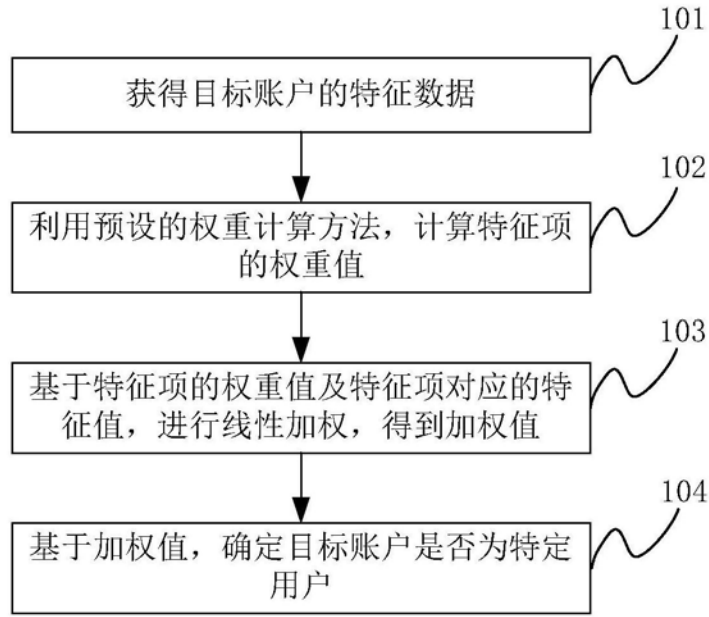 101
获得目标账户的特征数据
102
利用预设的权重计算方法，计算特征项
的权重值
103
基于特征项的权重值及特征项对应的特
征值，进行线性加权，得到加权值
104
基于加权值，确定目标账户是否为特定
用户